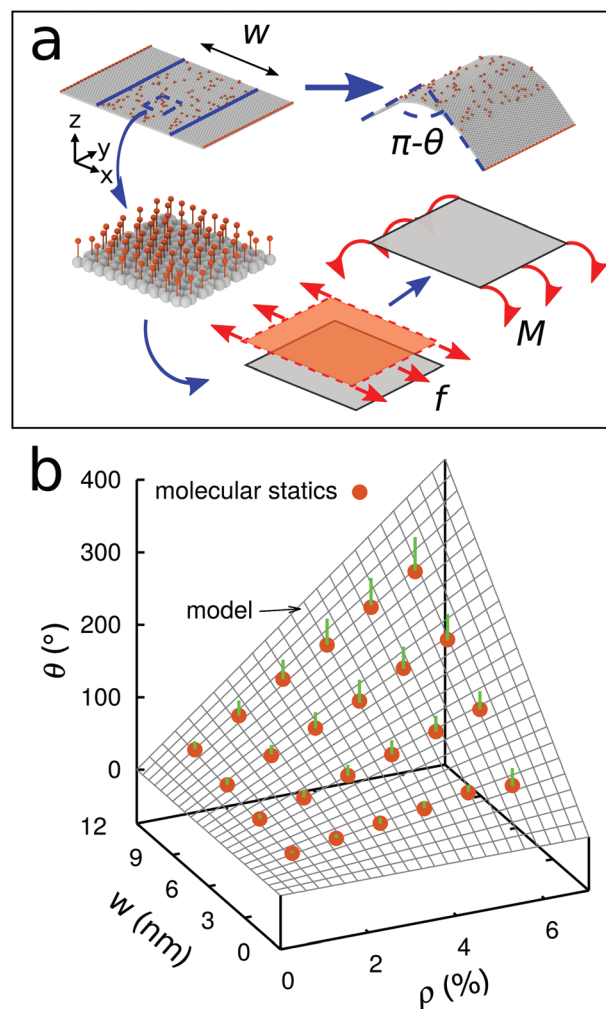 a
w
z
y
x
π-θ
M
f
b
400
molecular statics
300
model
200
θ (°)
100
0
12
9
6
w (nm)
3
0
0
2
4
6
ρ (%)